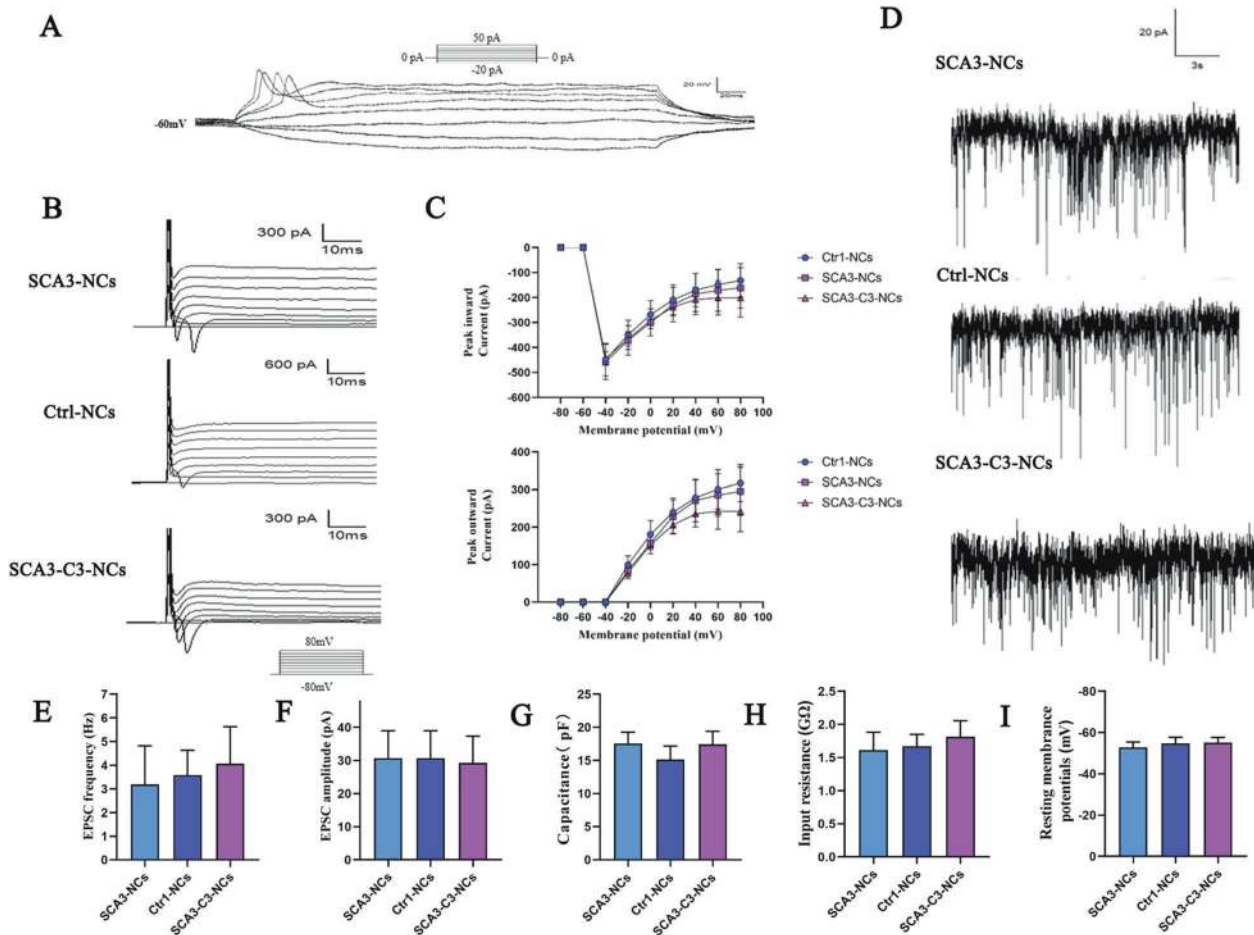 A
50 pA
0 pA
0 pA
-20 pA
20 mV
20ms
-60mV
B
SCA3-NCs
300 pA
10ms
Ctrl-NCs
600 pA
10ms
SCA3-C3-NCs
300 pA
10ms
80mV
-80mV
C
Peak inward
Current (pA)
0
-100
-200
-300
-400
-500
-600
-80 -60 -40 -20 0 20 40 60 80 100
Membrane potential (mV)
Ctr1-NCs
SCA3-NCs
SCA3-C3-NCs
Peak outward
Current (pA)
400
300
200
100
0
-80 -60 -40 -20 0 20 40 60 80 100
Membrane potential (mV)
Ctr1-NCs
SCA3-NCs
SCA3-C3-NCs
D
20 pA
3s
SCA3-NCs
Ctrl-NCs
SCA3-C3-NCs
E
EPSC frequency (Hz)
7
6
5
4
3
2
1
0
SCA3-NCs
Ctr1-NCs
SCA3-C3-NCs
F
EPSC amplitude (pA)
40
30
20
10
0
SCA3-NCs
Ctr1-NCs
SCA3-C3-NCs
G
Capacitance( pF)
25
20
15
10
5
0
SCA3-NCs
Ctr1-NCs
SCA3-C3-NCs
H
Input resistance (GΩ)
2.5
2.0
1.5
1.0
0.5
0.0
SCA3-NCs
Ctr1-NCs
SCA3-C3-NCs
I
Resting membrance
potentials (mV)
-80
-60
-40
-20
0
SCA3-NCs
Ctr1-NCs
SCA3-C3-NCs